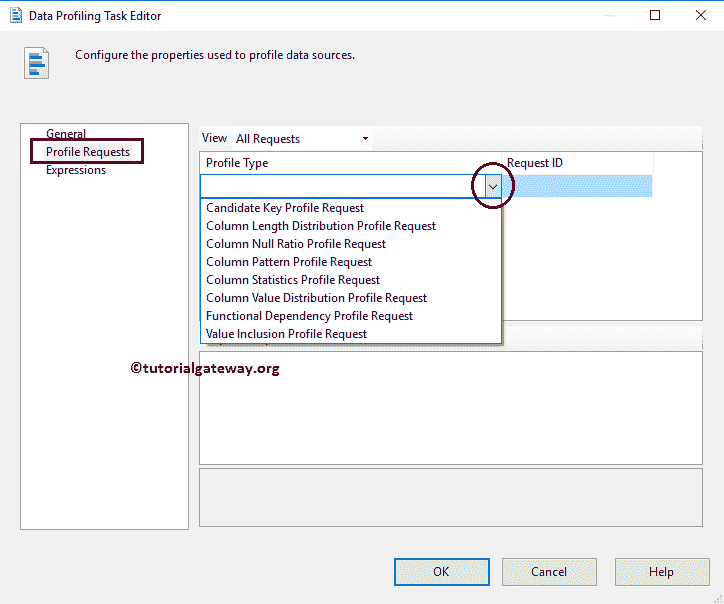 Data Profiling Task Editor
Configure the properties used to profile data sources.
General
Profile Requests
Expressions
View All Requests
Profile Type Request ID
Candidate Key Profile Request
Column Length Distribution Profile Request
Column Null Ratio Profile Request
Column Pattern Profile Request
Column Statistics Profile Request
Column Value Distribution Profile Request
Functional Dependency Profile Request
Value Inclusion Profile Request
©tutorialgateway.org
OK Cancel Help